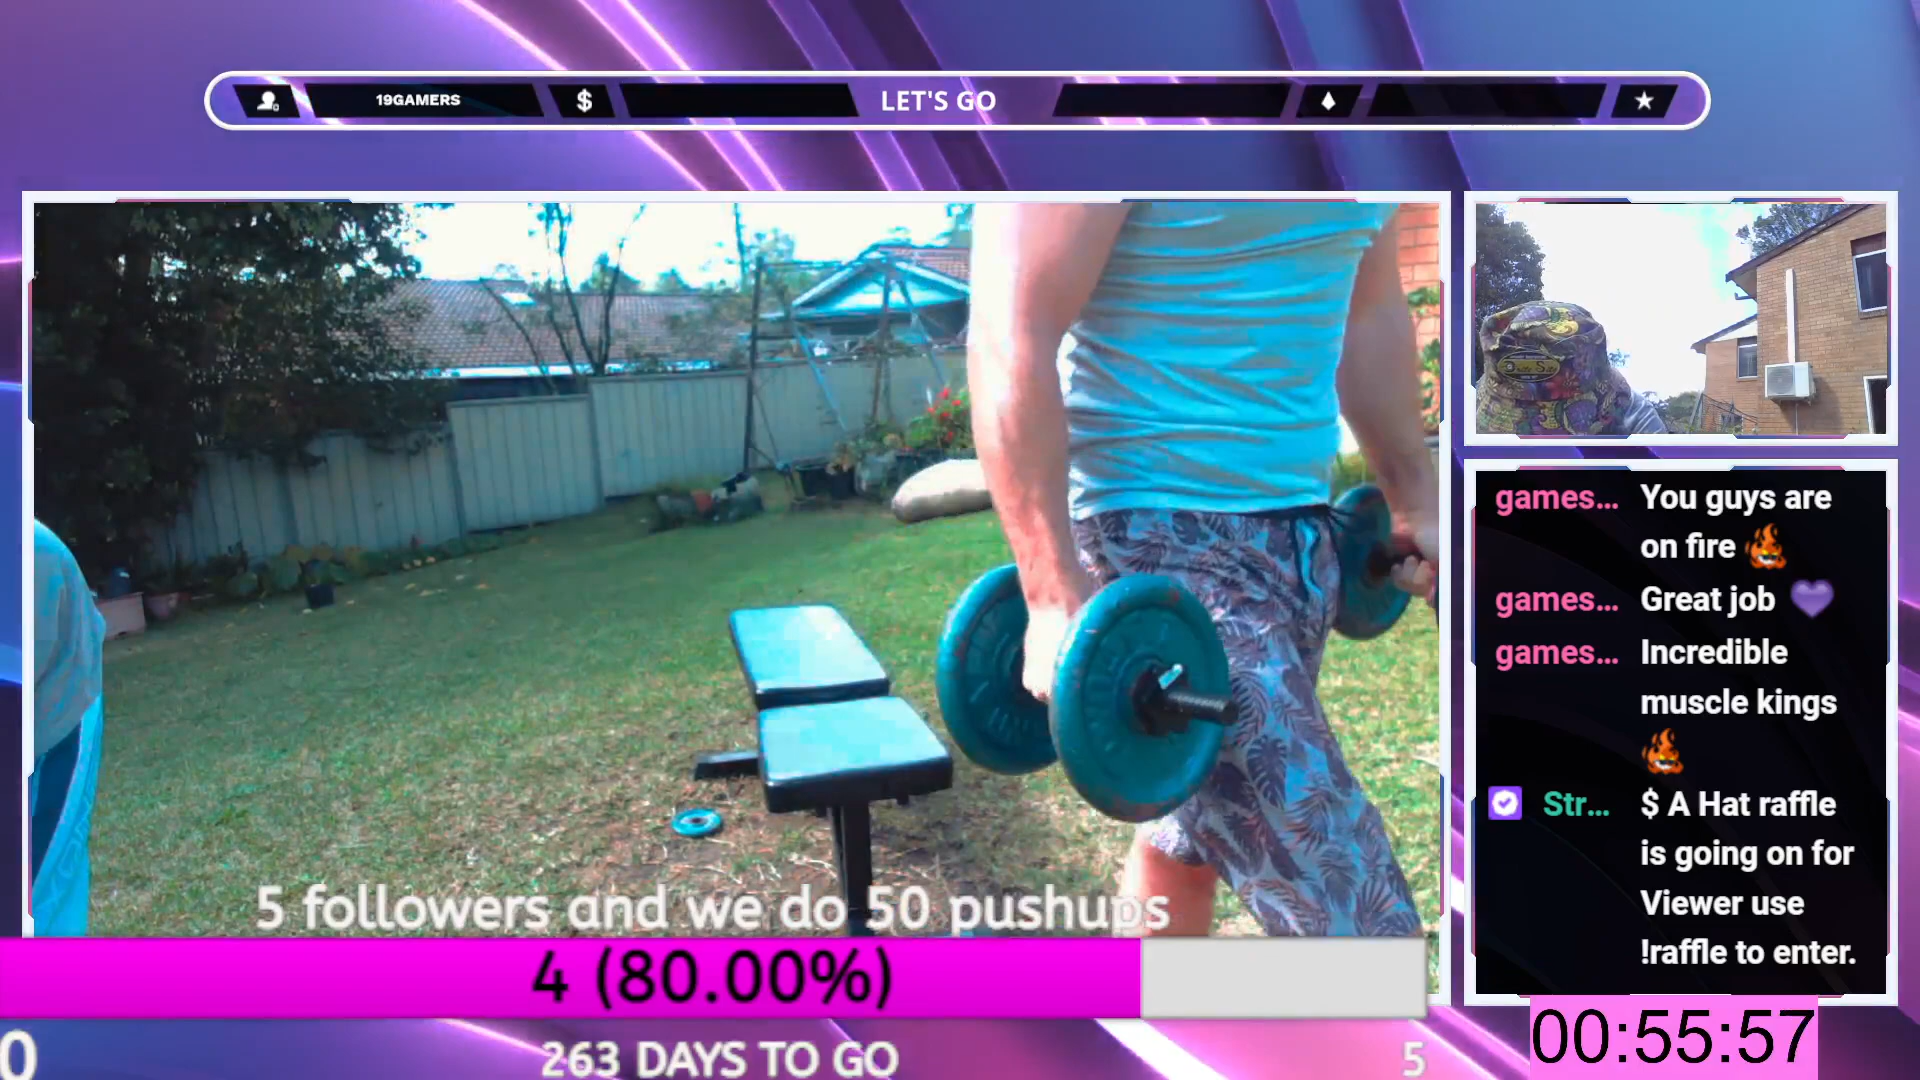 19GAMERS
$
LET'S GO
games... You guys are
on fire
games... Great job
games... Incredible
muscle kings
Str... $ A Hat raffle
is going on for
Viewer use
!raffle to enter.
5 followers and we do 50 pushups
4 (80.00%)
0
263 DAYS TO GO
5
00:55:57